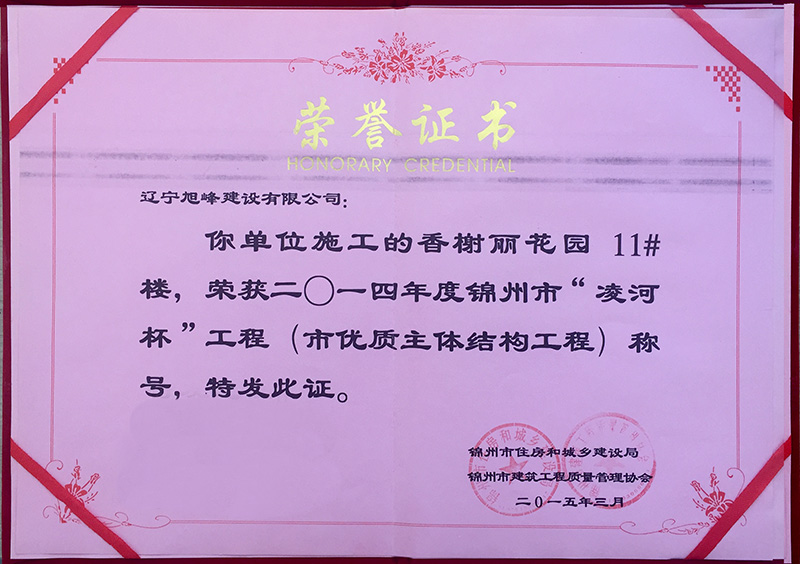 荣誉证书
HONORARY CREDENTIAL
辽宁旭峰建设有限公司：
你单位施工的香榭丽花园 11#
楼，荣获二〇一四年度锦州市“凌河
杯”工程（市优质主体结构工程）称
号，特发此证。
锦州市住房和城乡建设局
锦州市建筑工程质量管理协会
二〇一五年三月